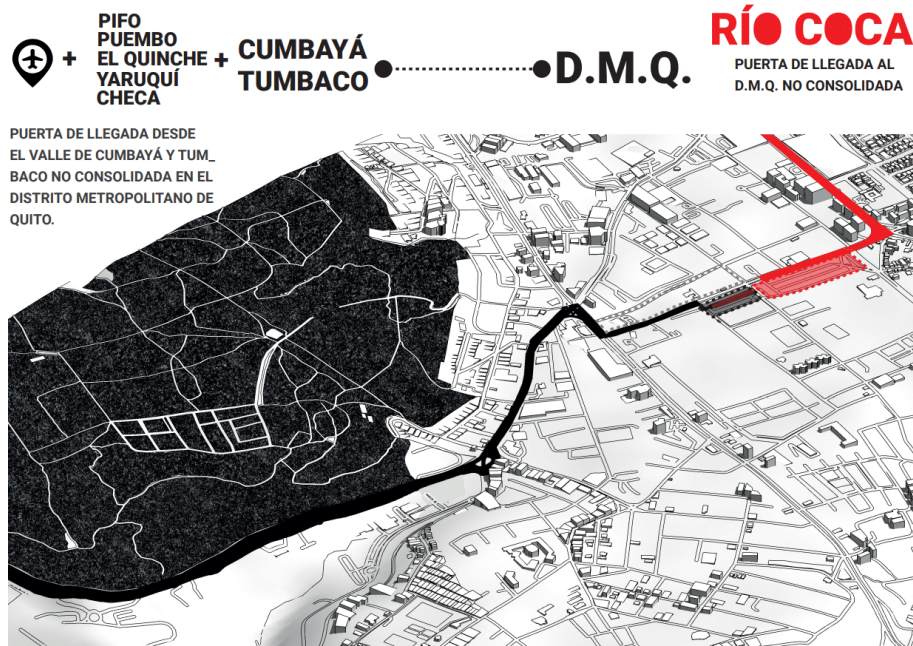 +
PIFO
PUEMBO
EL QUINCHE
YARUQUÍ
CHECA
+
CUMBAYÁ
TUMBACO
D.M.Q.
RÍO COCA
PUERTA DE LLEGADA AL
D.M.Q. NO CONSOLIDADA
PUERTA DE LLEGADA DESDE
EL VALLE DE CUMBAYÁ Y TUM_
BACO NO CONSOLIDADA EN EL
DISTRITO METROPOLITANO DE
QUITO.